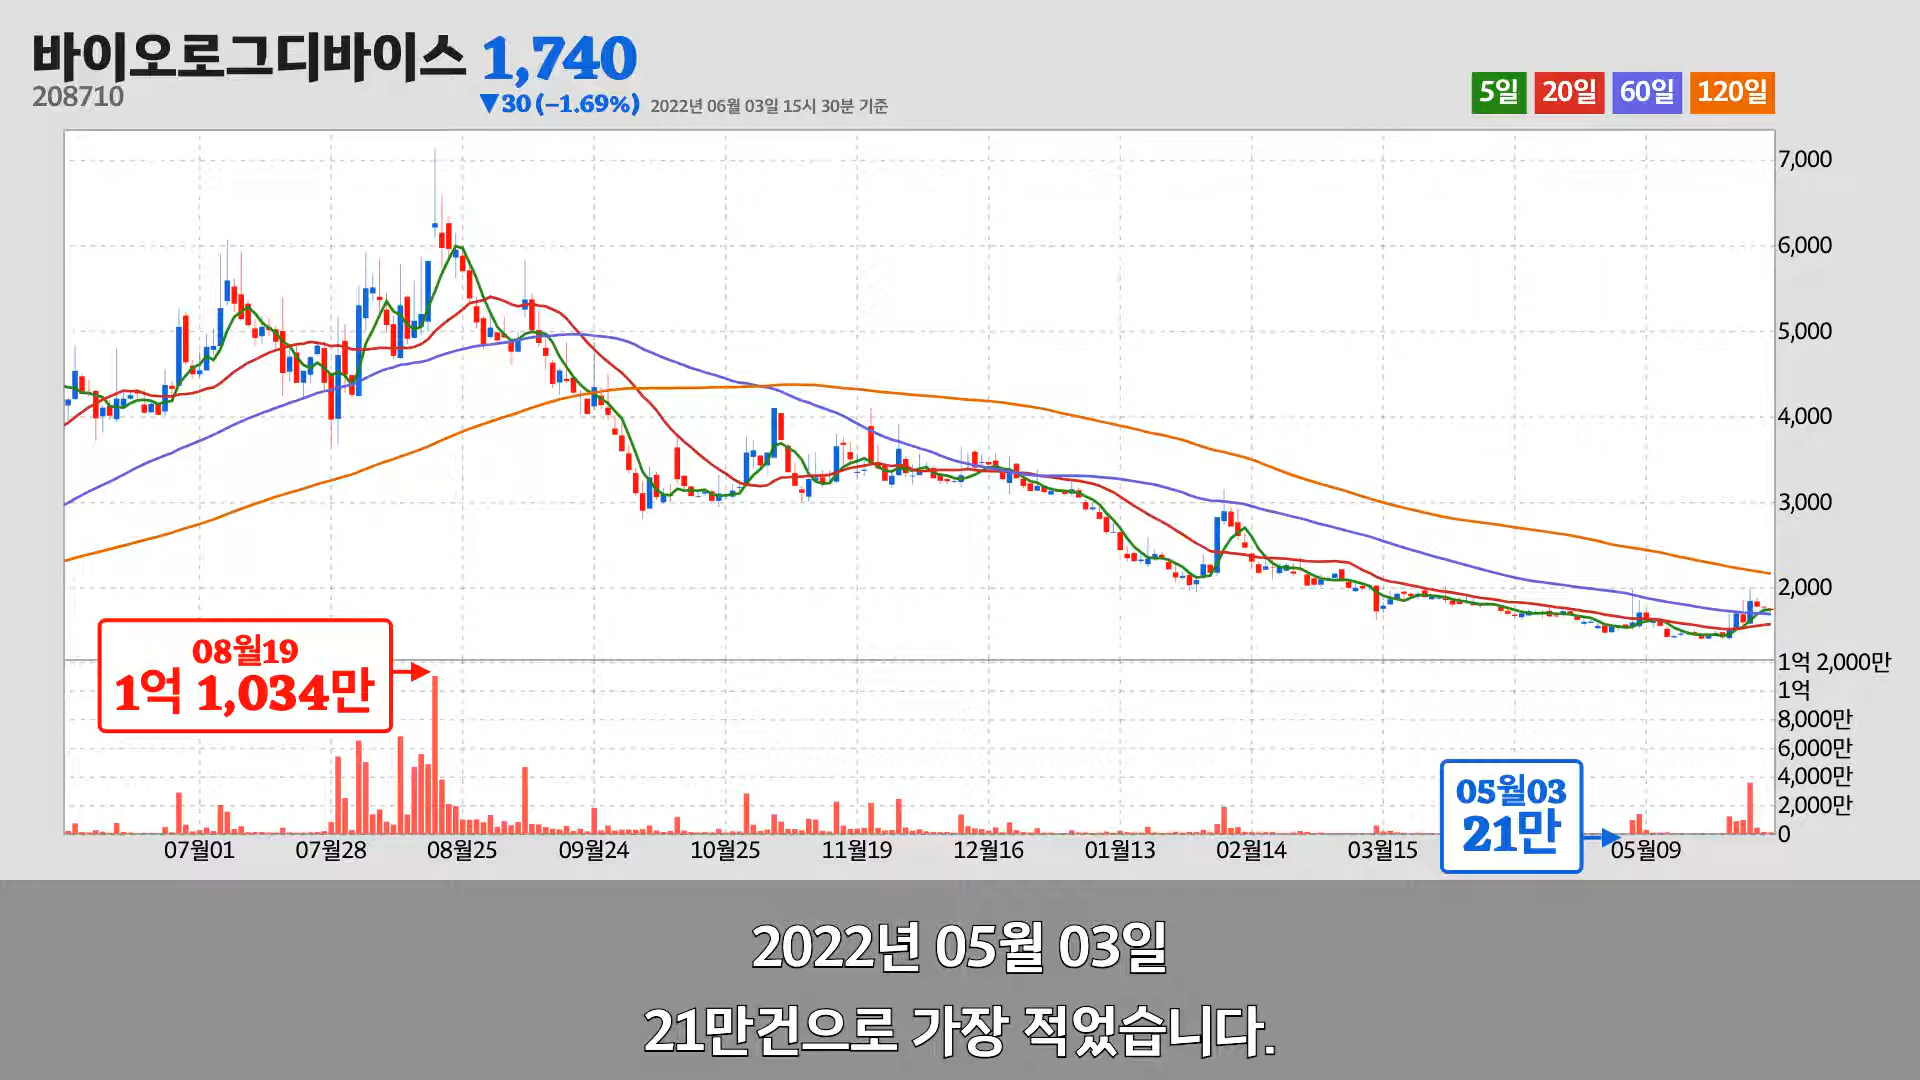 바이오로그디바이스 1,740
208710
▼30 (−1.69%) 2022년 06월 03일 15시 30분 기준
5일 20일 60일 120일
7,000
6,000
5,000
4,000
3,000
2,000
08월19
1억 1,034만
1억 2,000만
1억
8,000만
6,000만
4,000만
2,000만
0
05월03
21만
07월01 07월28 08월25 09월24 10월25 11월19 12월16 01월13 02월14 03월15 05월09
2022년 05월 03일
21만건으로 가장 적었습니다.